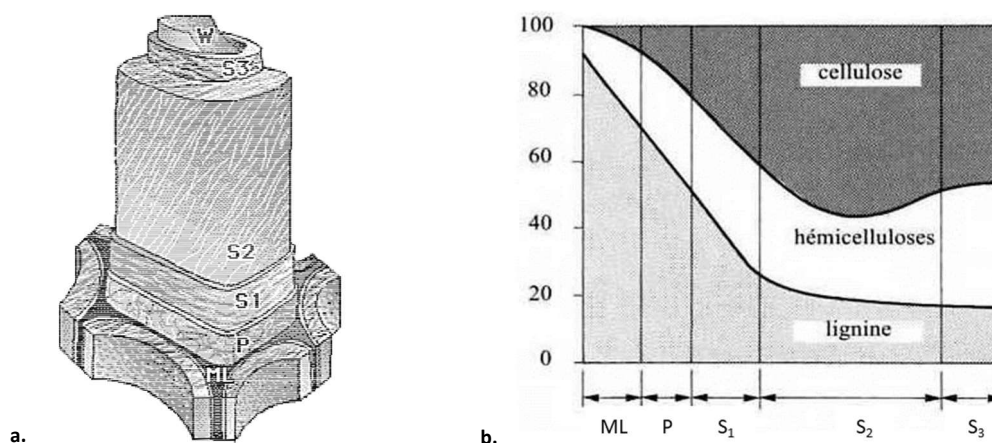 W
S3
S2
S1
P
ML
a.
100
80
60
40
20
0
cellulose
hémicelluloses
lignine
ML P S₁ S₂ S₃
b.